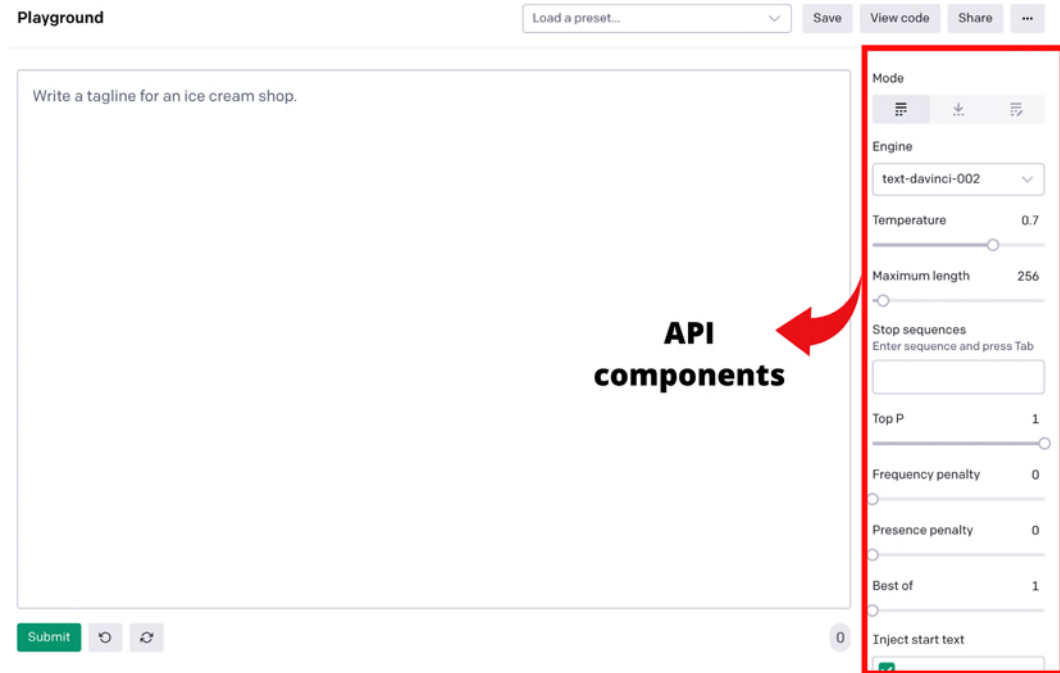 Playground
Load a preset...
Save
View code
Share
...
Write a tagline for an ice cream shop.
API
components
Submit
0
Mode
Engine
text-davinci-002
Temperature 0.7
Maximum length 256
Stop sequences
Enter sequence and press Tab
Top P 1
Frequency penalty 0
Presence penalty 0
Best of 1
Inject start text